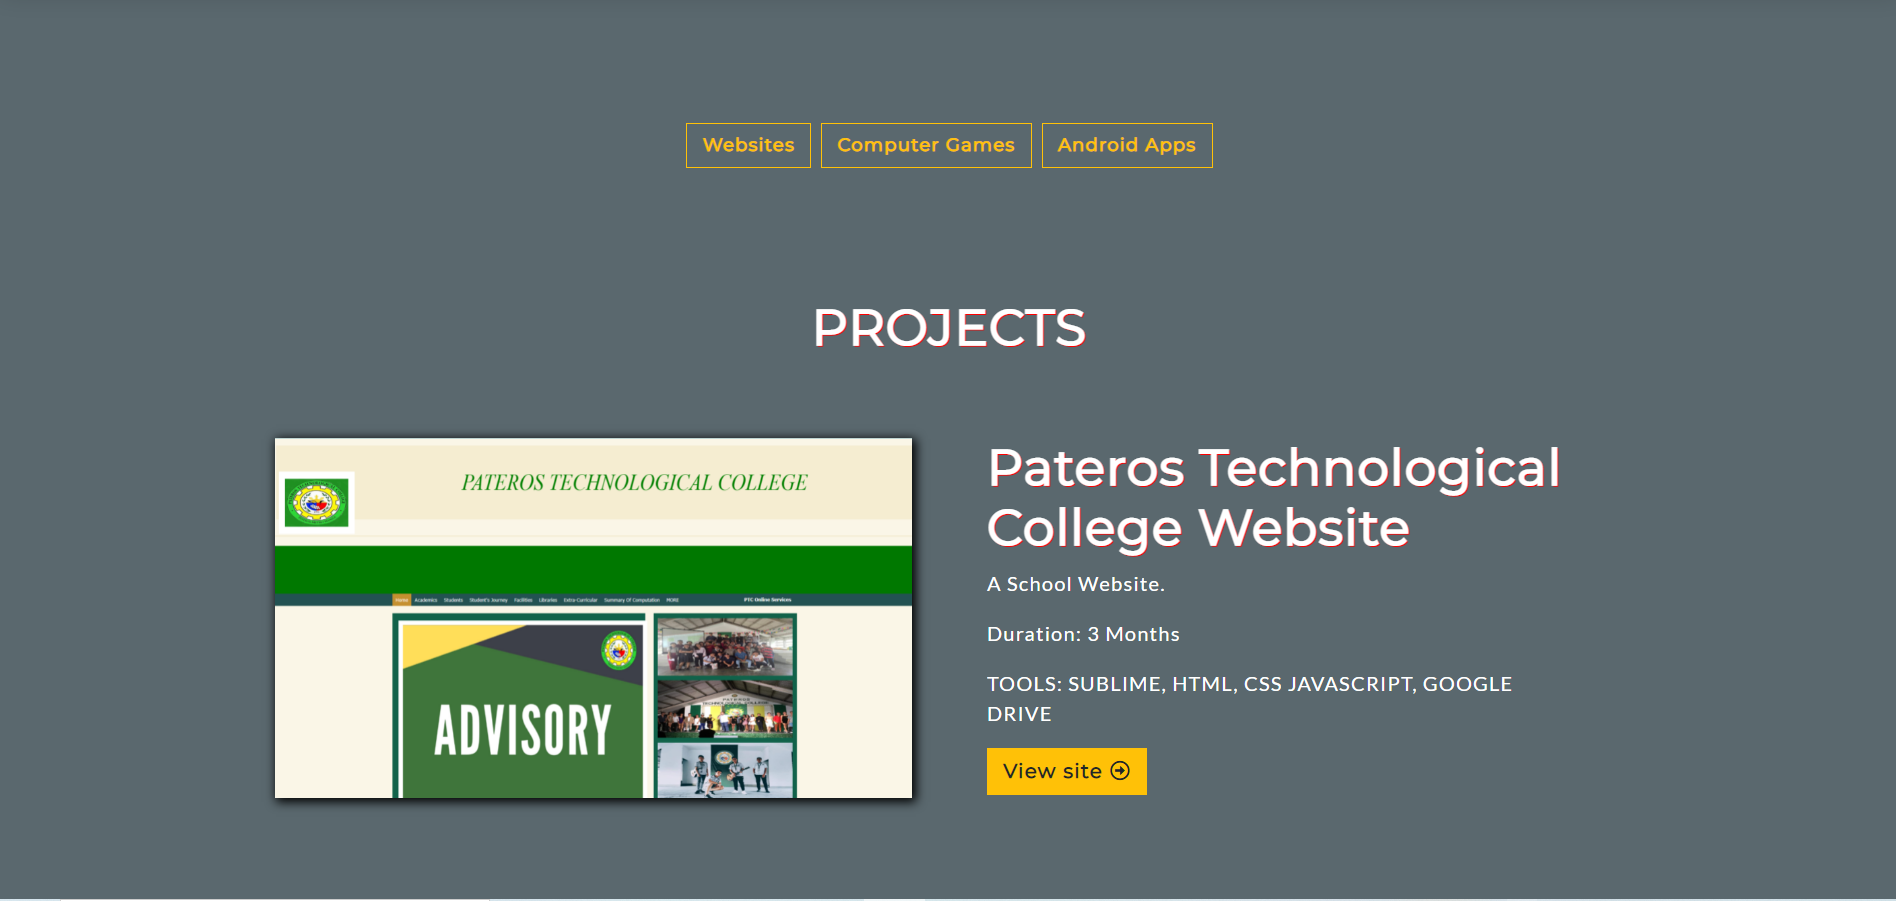 Websites
Computer Games
Android Apps
PROJECTS
PATEROS TECHNOLOGICAL COLLEGE
Home Academics Students Student's Journey Facilities Libraries Extra Curricular Summary Of Computation MORE PTC Online Services
ADVISORY
Pateros Technological
College Website
A School Website.
Duration: 3 Months
TOOLS: SUBLIME, HTML, CSS JAVASCRIPT, GOOGLE
DRIVE
View site